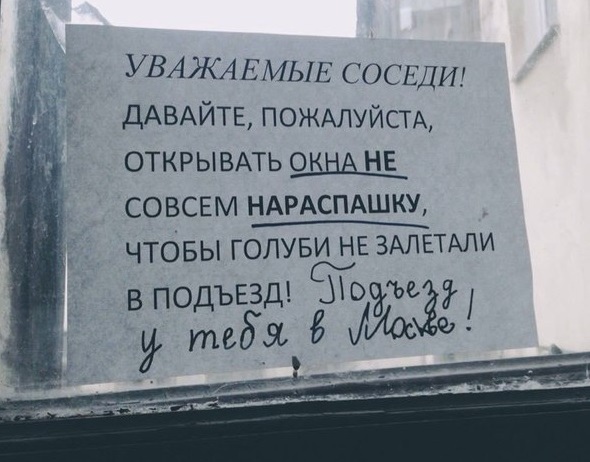 УВАЖАЕМЫЕ СОСЕДИ!
ДАВАЙТЕ, ПОЖАЛУЙСТА,
ОТКРЫВАТЬ ОКНА НЕ
СОВСЕМ НАРАСПАШКУ,
ЧТОБЫ ГОЛУБИ НЕ ЗАЛЕТАЛИ
В ПОДЪЕЗД! Подъезд
у тебя в Москве!